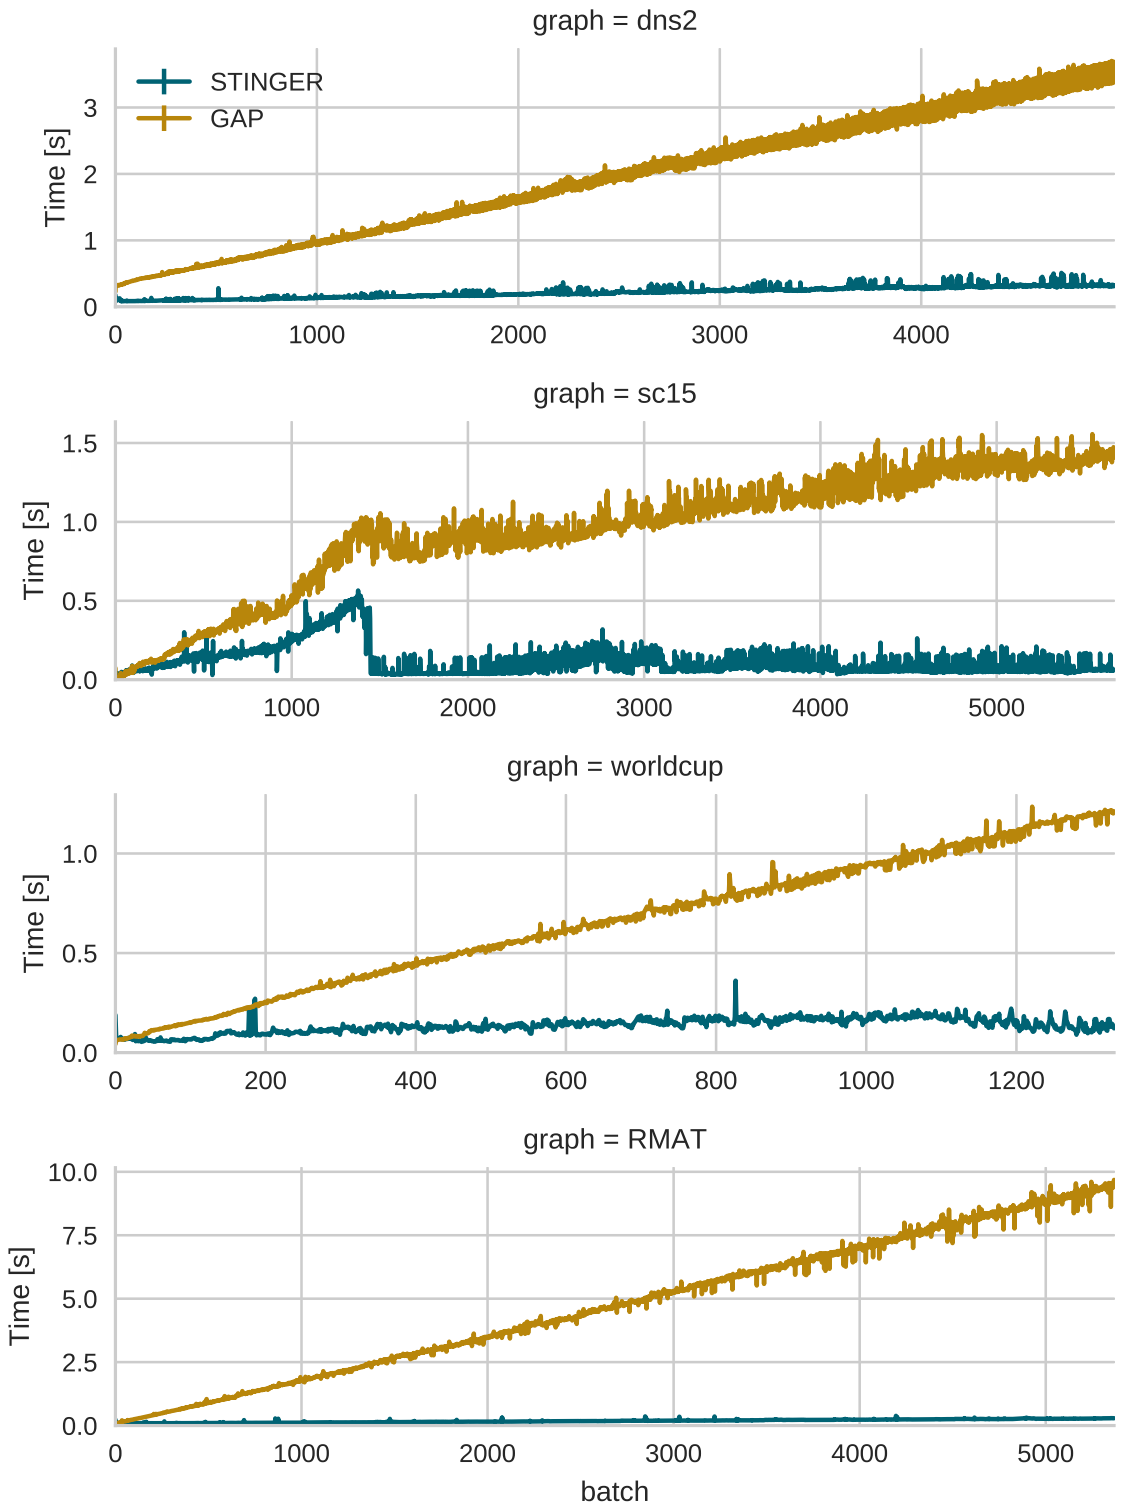 graph = dns2
STINGER
GAP
Time [s]
3
2
1
0
0 1000 2000 3000 4000
graph = sc15
Time [s]
1.5
1.0
0.5
0.0
0 1000 2000 3000 4000 5000
graph = worldcup
Time [s]
1.0
0.5
0.0
0 200 400 600 800 1000 1200
graph = RMAT
Time [s]
10.0
7.5
5.0
2.5
0.0
0 1000 2000 3000 4000 5000
batch